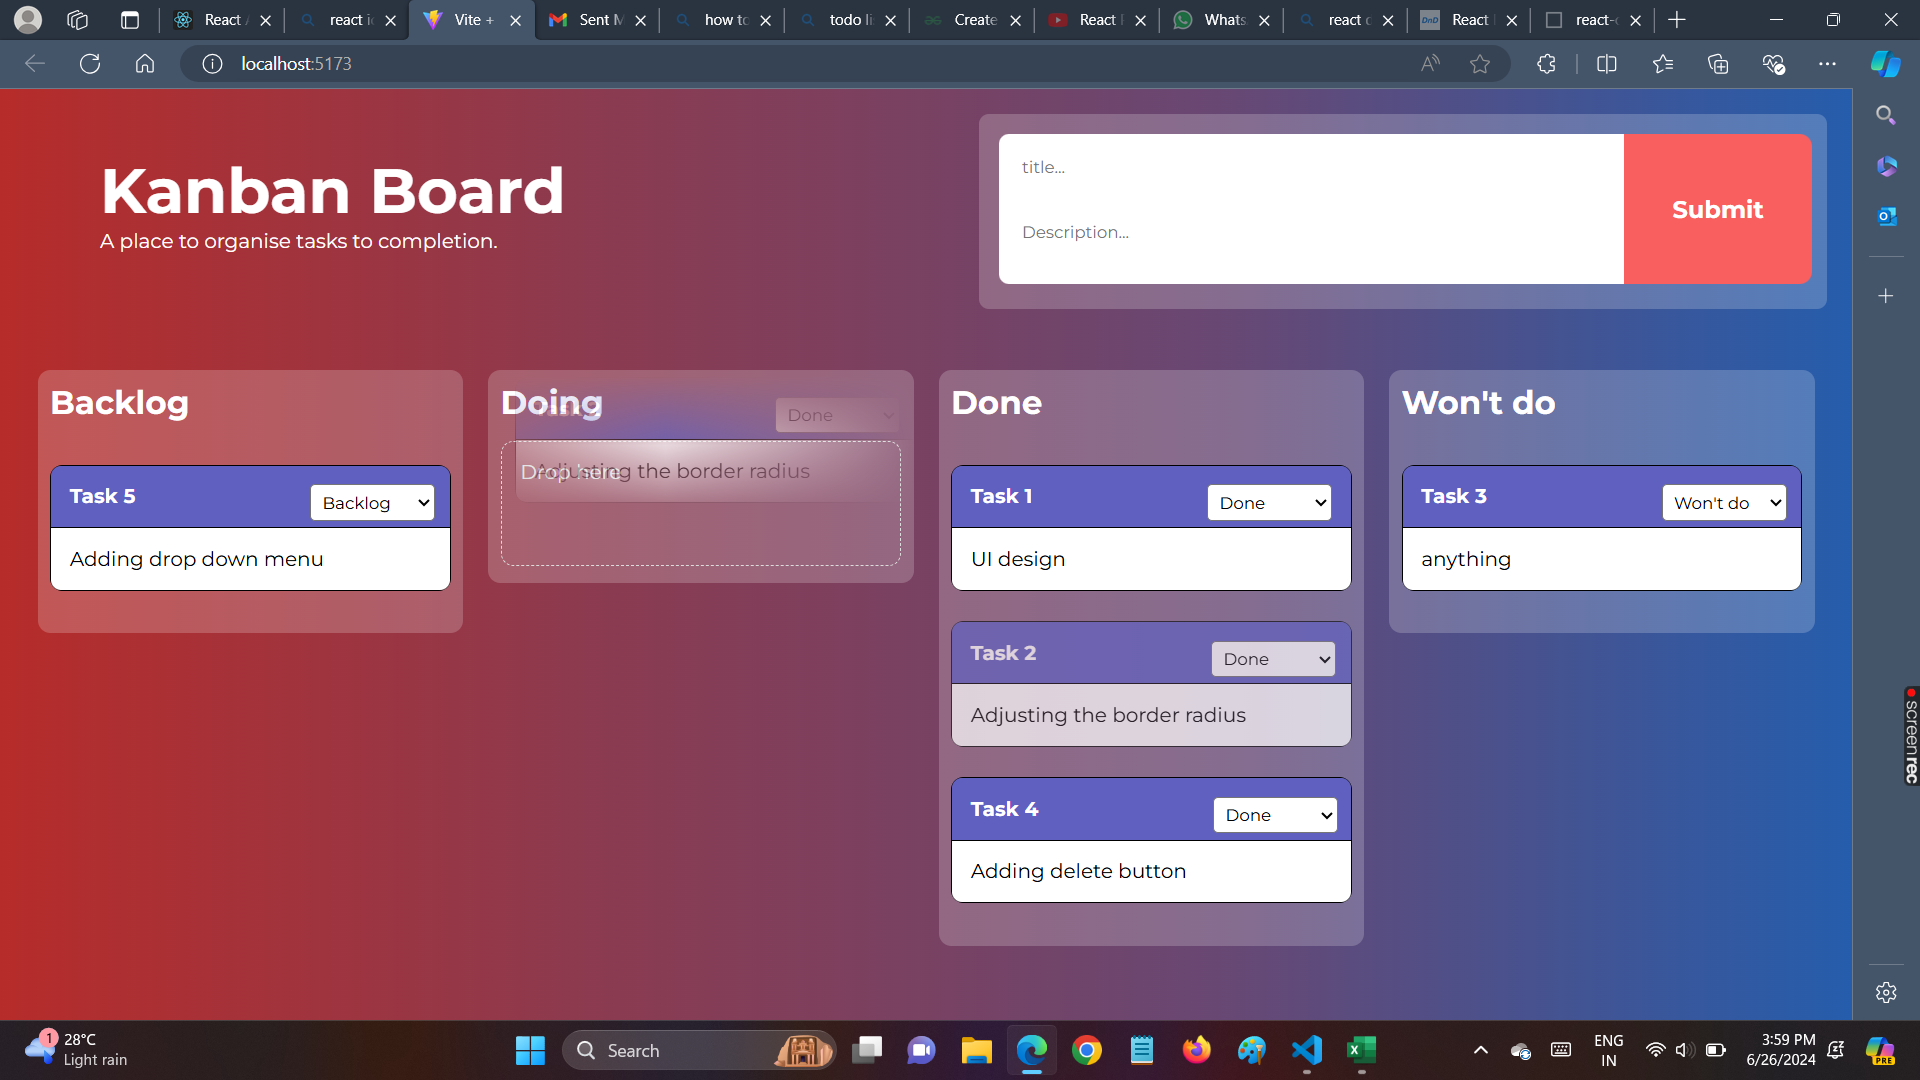 React
react i
Vite +
Sent M
how to
todo li
Create
React
Whats
react c
DnD
React
react-
localhost:5173
Kanban Board
A place to organise tasks to completion.
title...
Description...
Submit
Backlog
Task 5
Backlog
Adding drop down menu
Doing
Done
Drop here
Adjusting the border radius
Done
Task 1
Done
UI design
Task 2
Done
Adjusting the border radius
Task 4
Done
Adding delete button
Won't do
Task 3
Won't do
anything
screenrec
1
28°C
Light rain
Search
ENG
IN
3:59 PM
6/26/2024
PRE